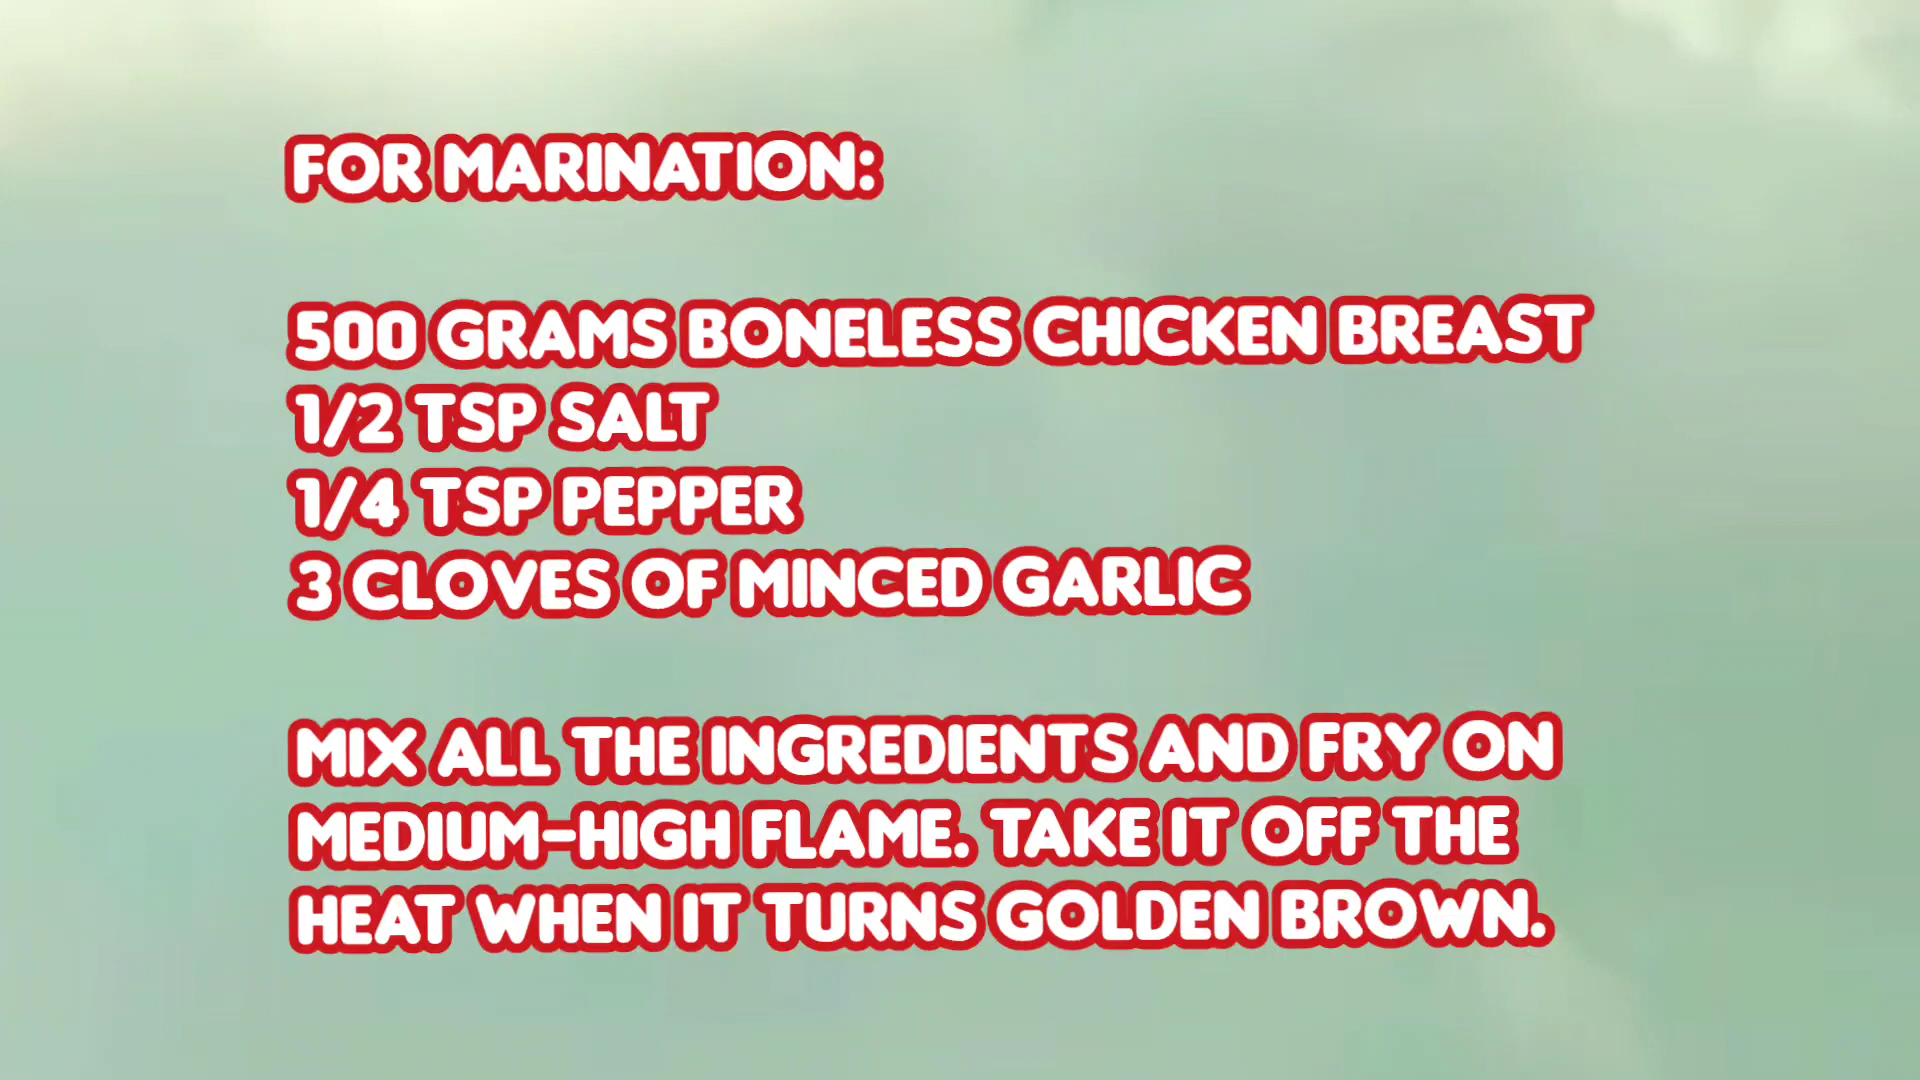 FOR MARINATION:
500 GRAMS BONELESS CHICKEN BREAST
1/2 TSP SALT
1/4 TSP PEPPER
3 CLOVES OF MINCED GARLIC
MIX ALL THE INGREDIENTS AND FRY ON
MEDIUM-HIGH FLAME. TAKE IT OFF THE
HEAT WHEN IT TURNS GOLDEN BROWN.